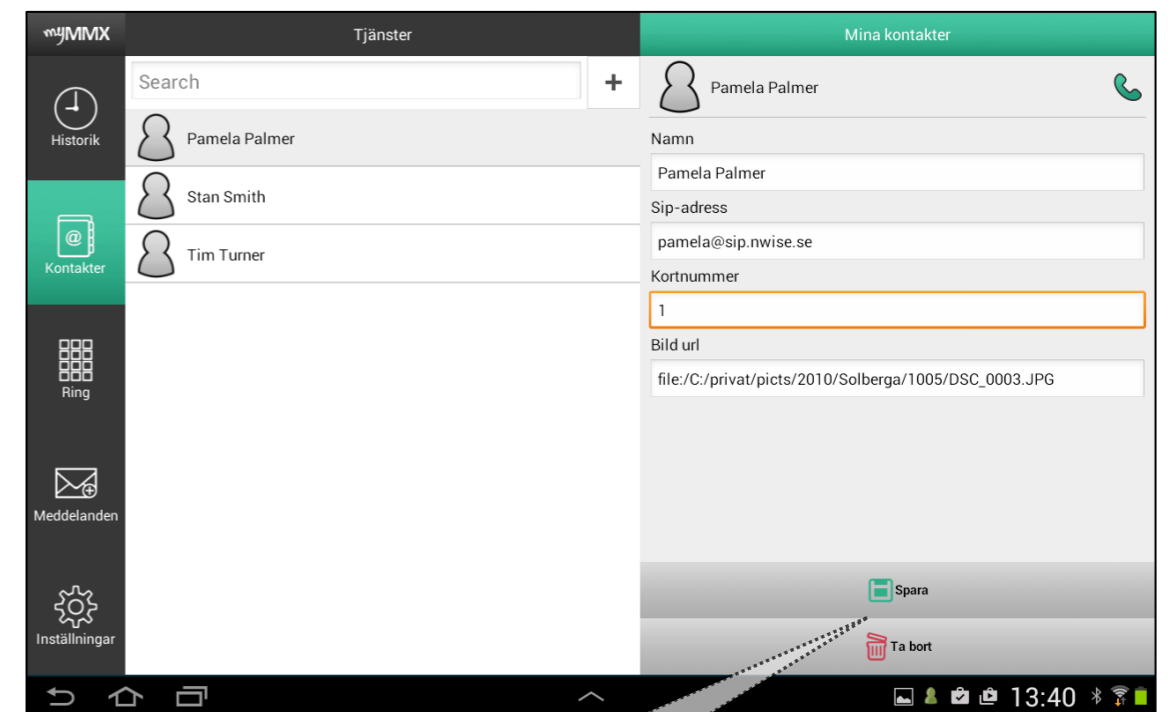 myMMX
Tjänster
Mina kontakter
Historik
Kontakter
Ring
Meddelanden
Inställningar
Search
+
Pamela Palmer
Stan Smith
Tim Turner
Pamela Palmer
Namn
Pamela Palmer
Sip-adress
pamela@sip.nwise.se
Kortnummer
1
Bild url
file:/C:/privat/picts/2010/Solberga/1005/DSC_0003.JPG
Spara
Ta bort
13:40